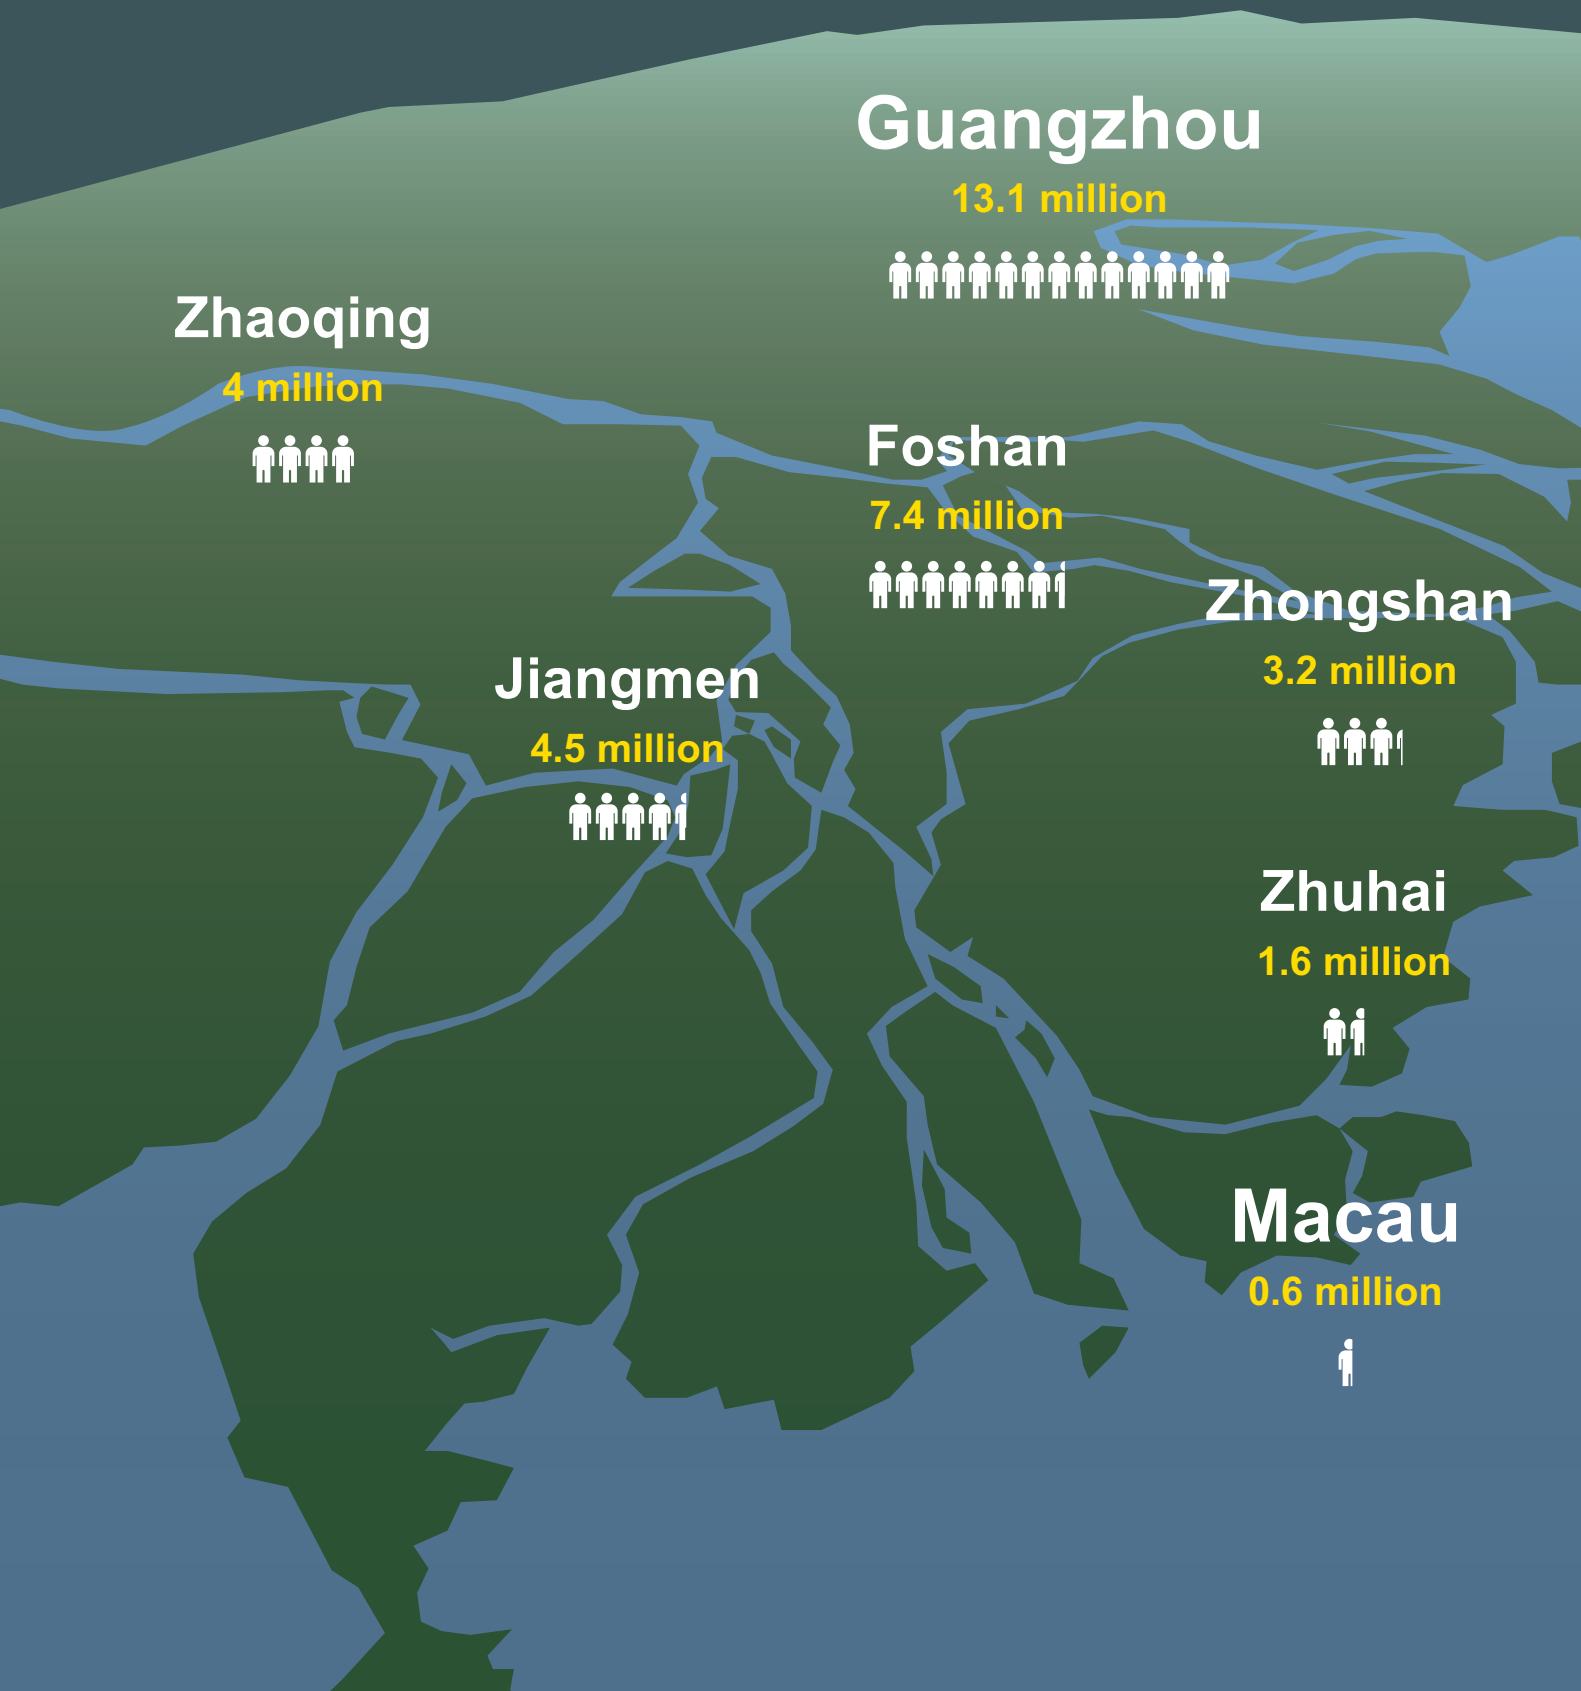 Guangzhou
13.1 million
Zhaoqing
4 million
Foshan
7.4 million
Zhongshan
3.2 million
Jiangmen
4.5 million
Zhuhai
1.6 million
Macau
0.6 million